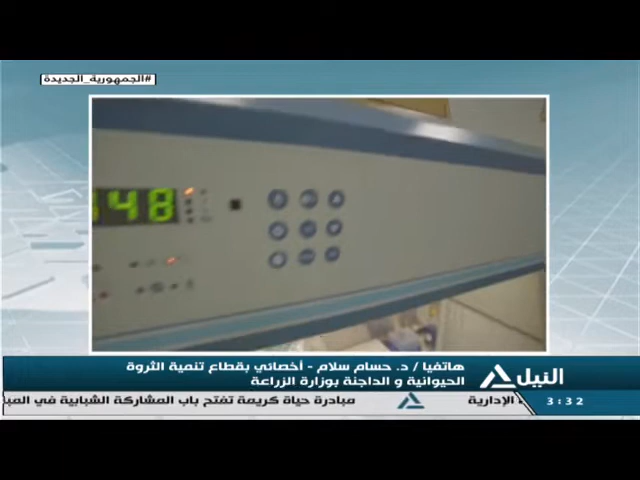 #الجمهورية_الجديدة
48
هاتفيا / د. حسام سلام - أخصائي بقطاع تنمية الثروة
الحيوانية و الداجنة بوزارة الزراعة
النيل
الإدارية
مبادرة حياة كريمة تفتح باب المشاركة الشبابية في
3:32